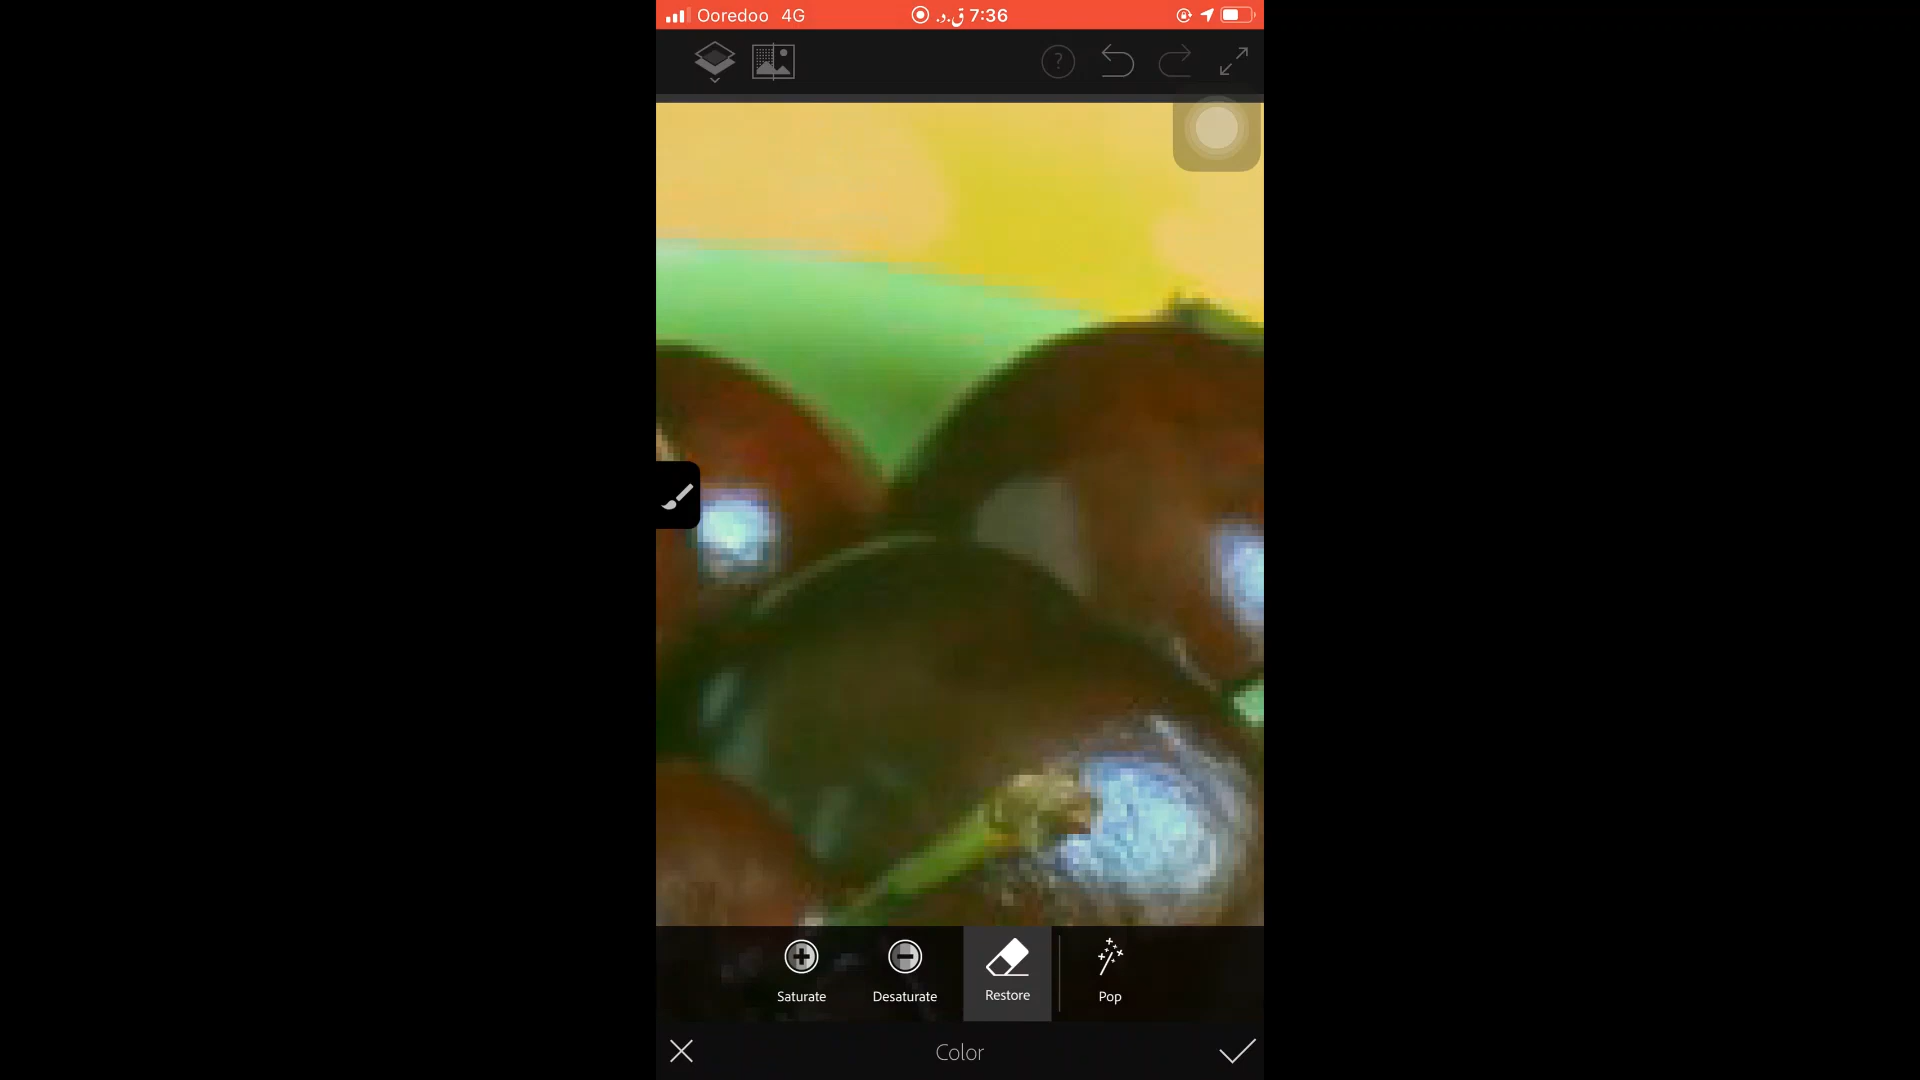 Ooredoo 4G 7:36 ق.د.
?
Saturate Desaturate Restore Pop
Color